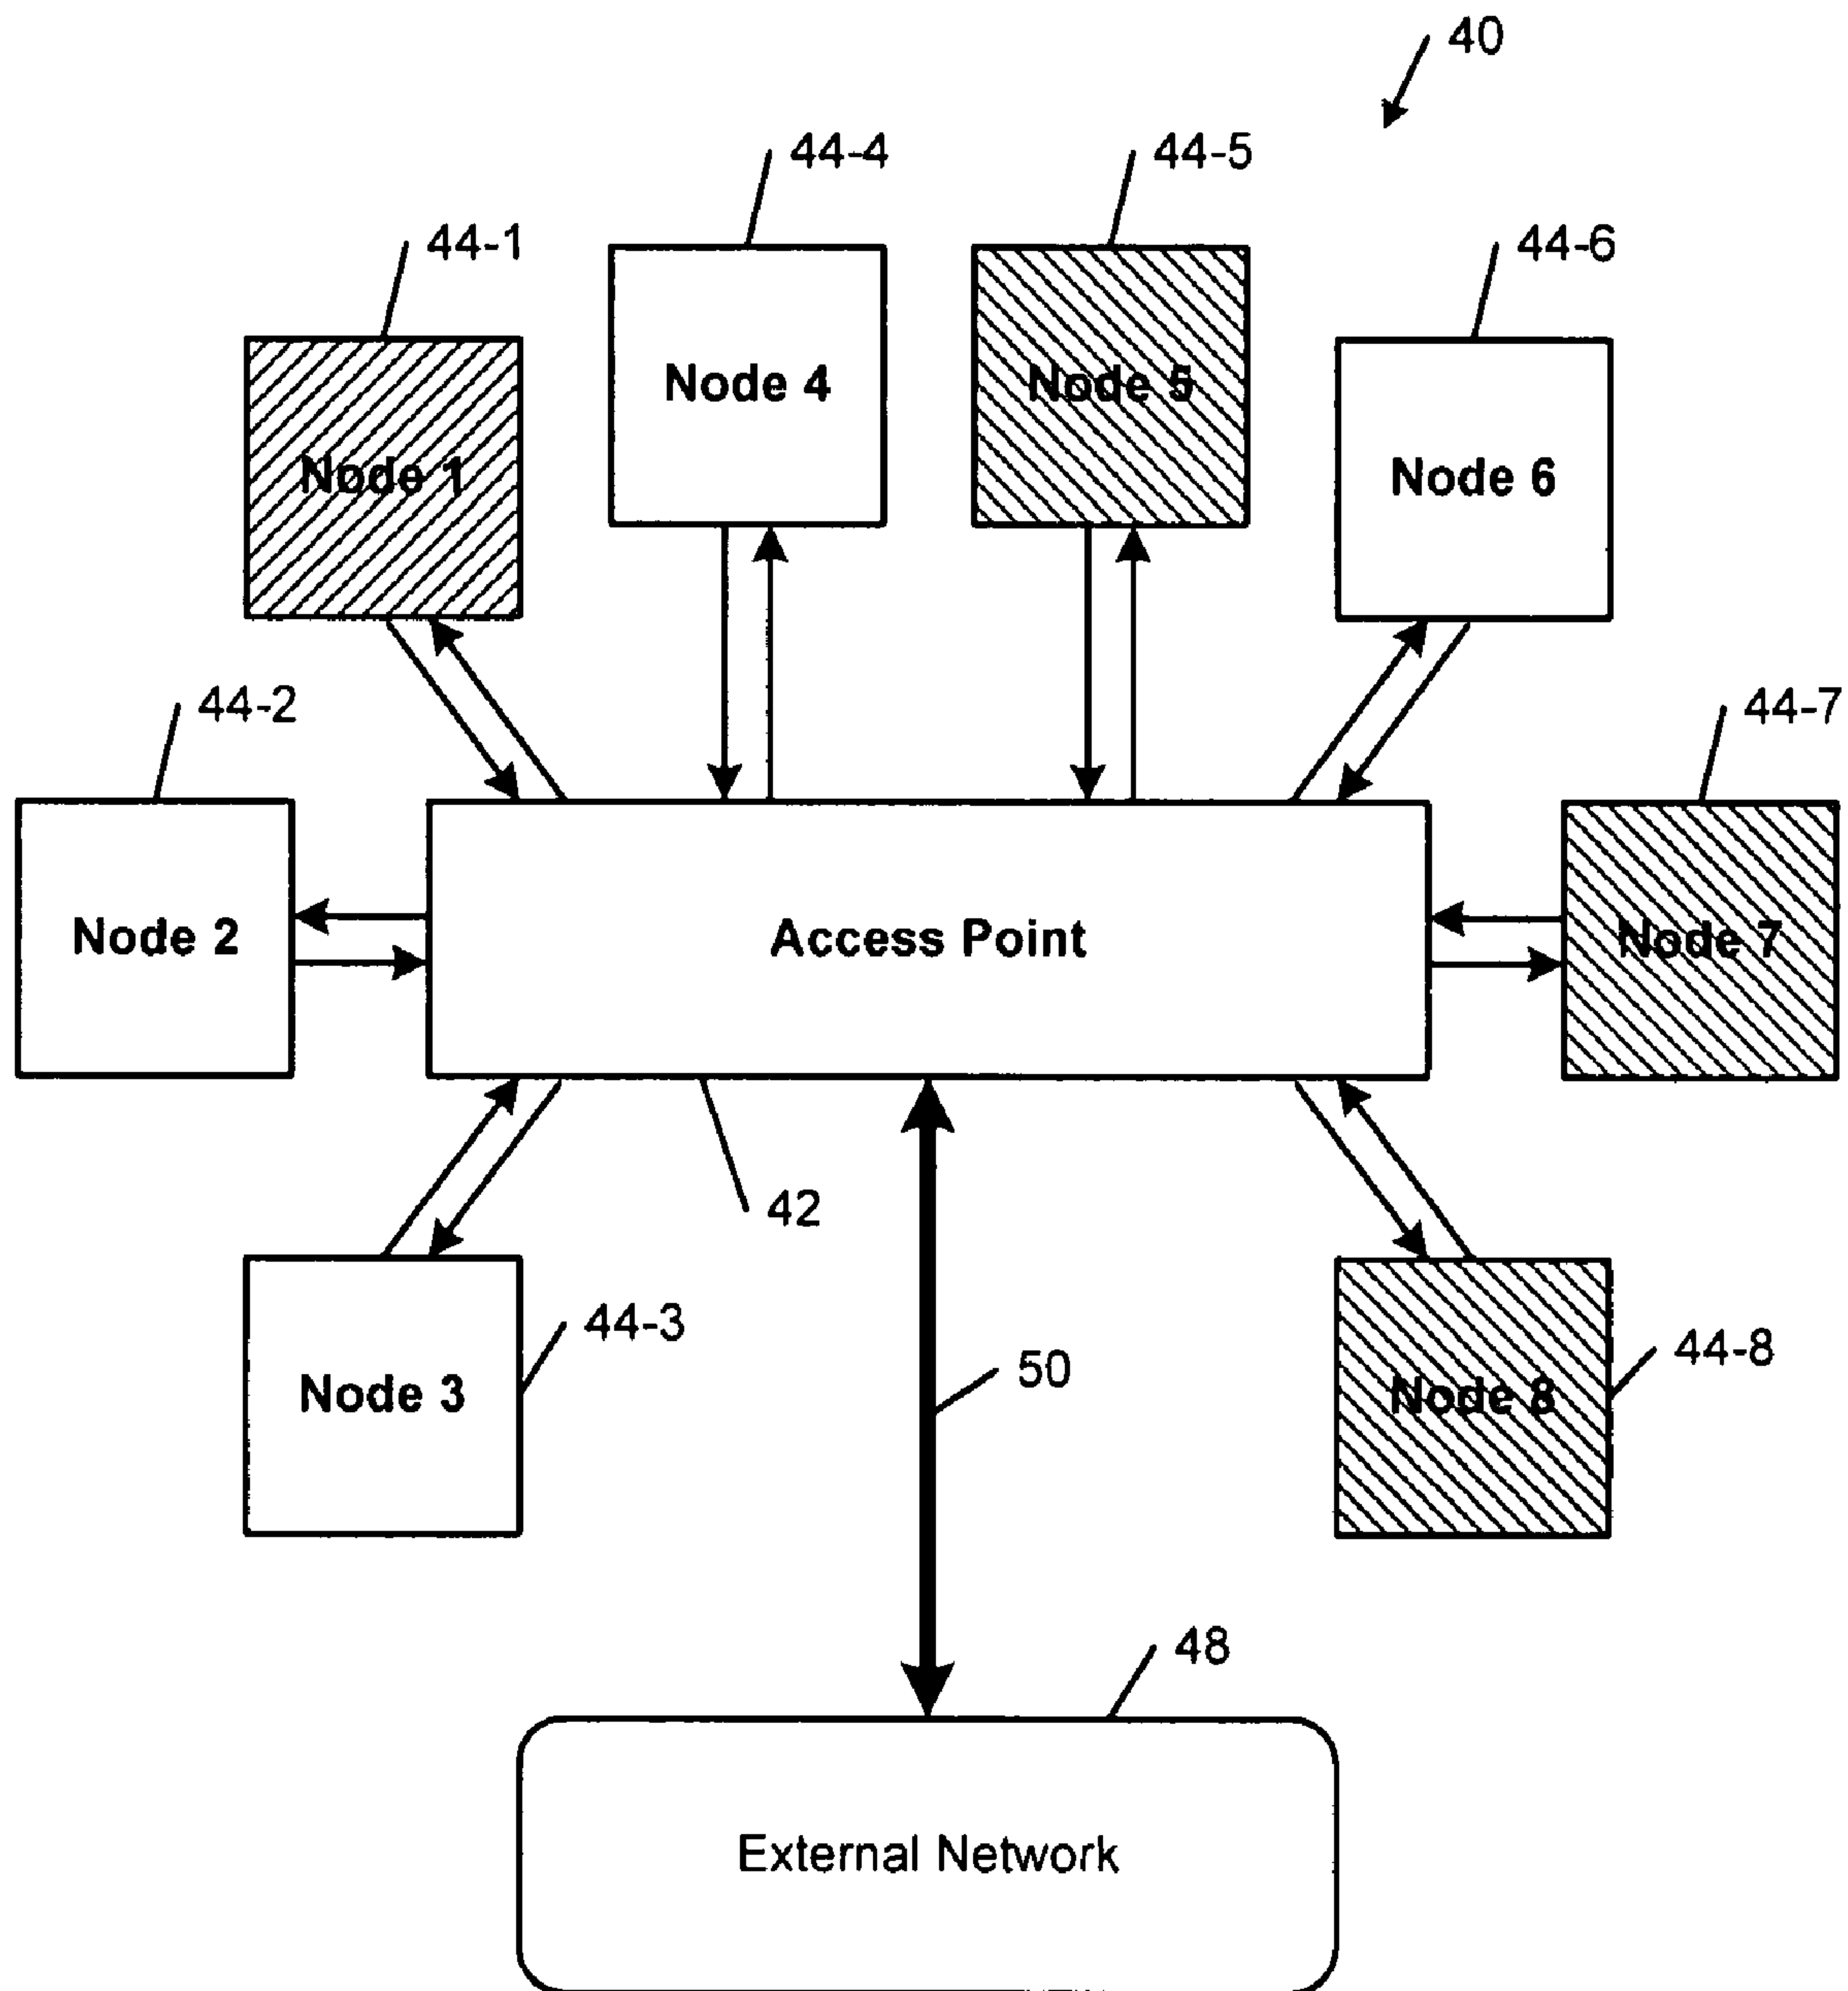 40
44-4
44-5
44-1
44-6
Node 4
Node 5
Node 1
Node 6
44-2
44-7
Node 2
Access Point
Node 7
42
44-3
44-8
50
Node 3
Node 8
48
External Network